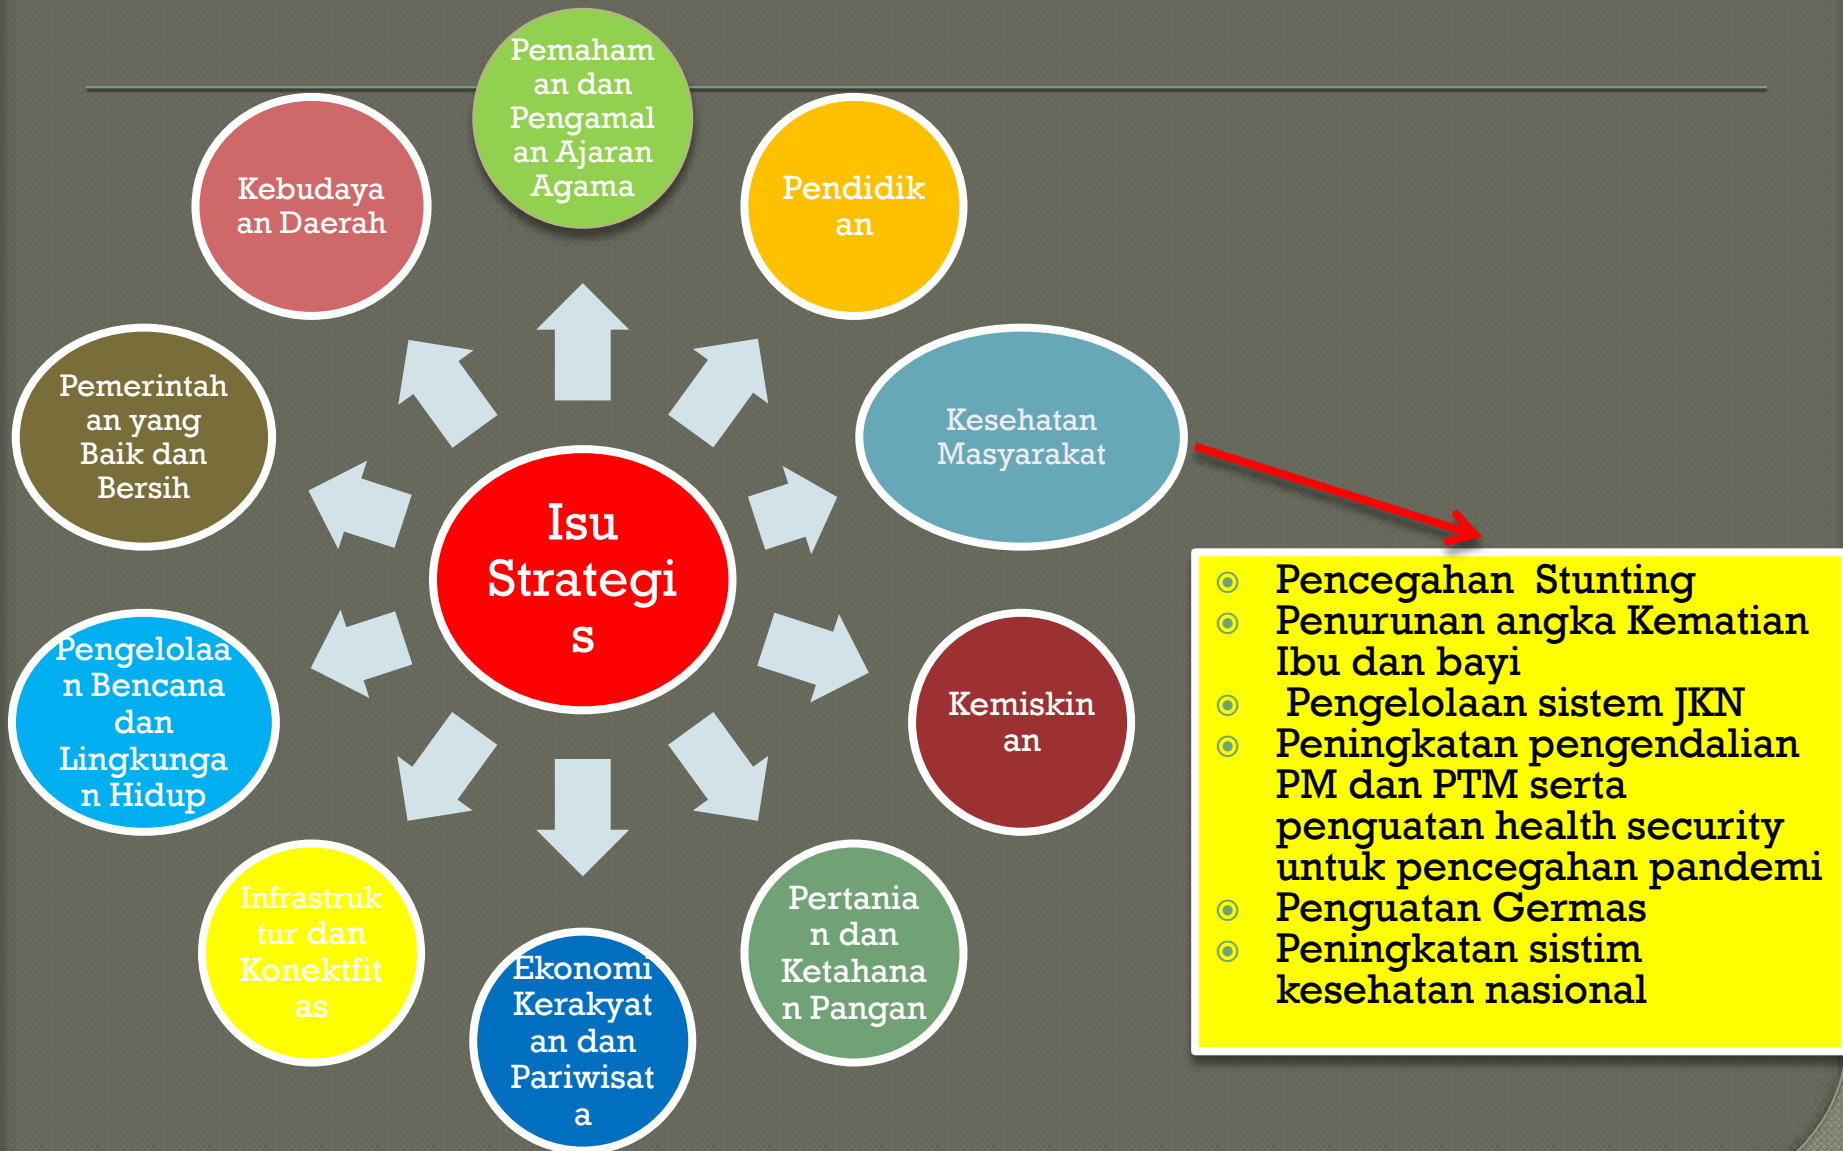 Pemaham
an dan
Pengamal
an Ajaran
Agama
Pendidik
an
Kesehatan
Masyarakat
Kemiskin
an
Pertania
n dan
Ketahana
n Pangan
Ekonomi
Kerakyat
an dan
Pariwisat
a
Infrastruk
tur dan
Konektfit
as
Pengelolaa
n Bencana
dan
Lingkunga
n Hidup
Pemerintah
an yang
Baik dan
Bersih
Kebudaya
an Daerah
Isu
Strategi
s
Pencegahan Stunting
Penurunan angka Kematian
Ibu dan bayi
Pengelolaan sistem JKN
Peningkatan pengendalian
PM dan PTM serta
penguatan health security
untuk pencegahan pandemi
Penguatan Germas
Peningkatan sistim
kesehatan nasional